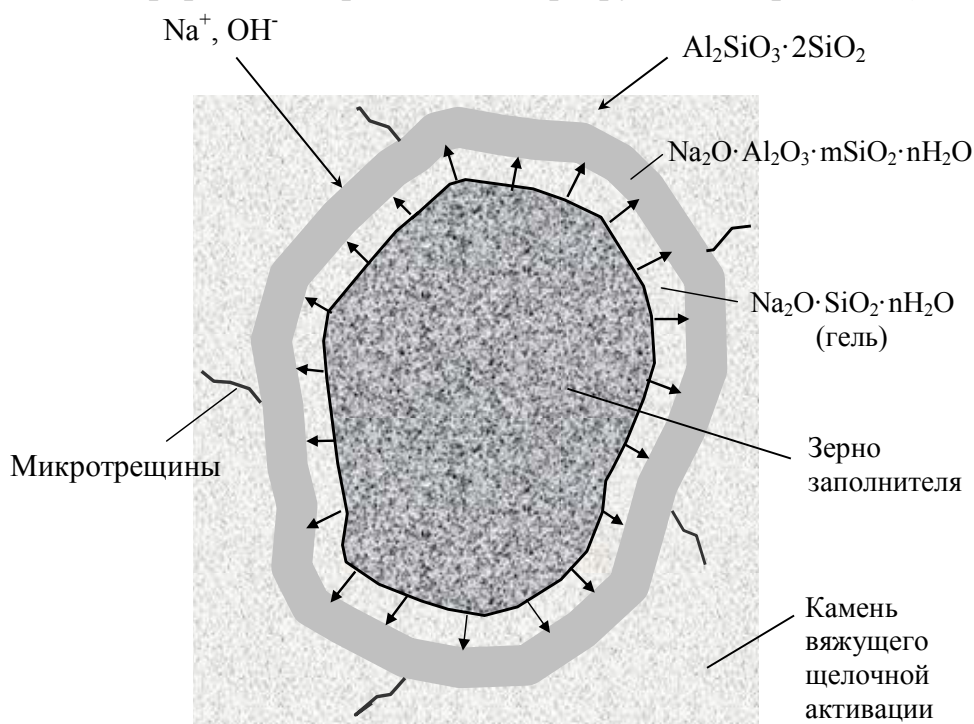 Na⁺, OH⁻
Al₂SiO₃·2SiO₂
Na₂O·Al₂O₃·mSiO₂·nH₂O
Na₂O·SiO₂·nH₂O
(гель)
Микротрещины
Зерно
заполнителя
Камень
вяжущего
щелочной
активации